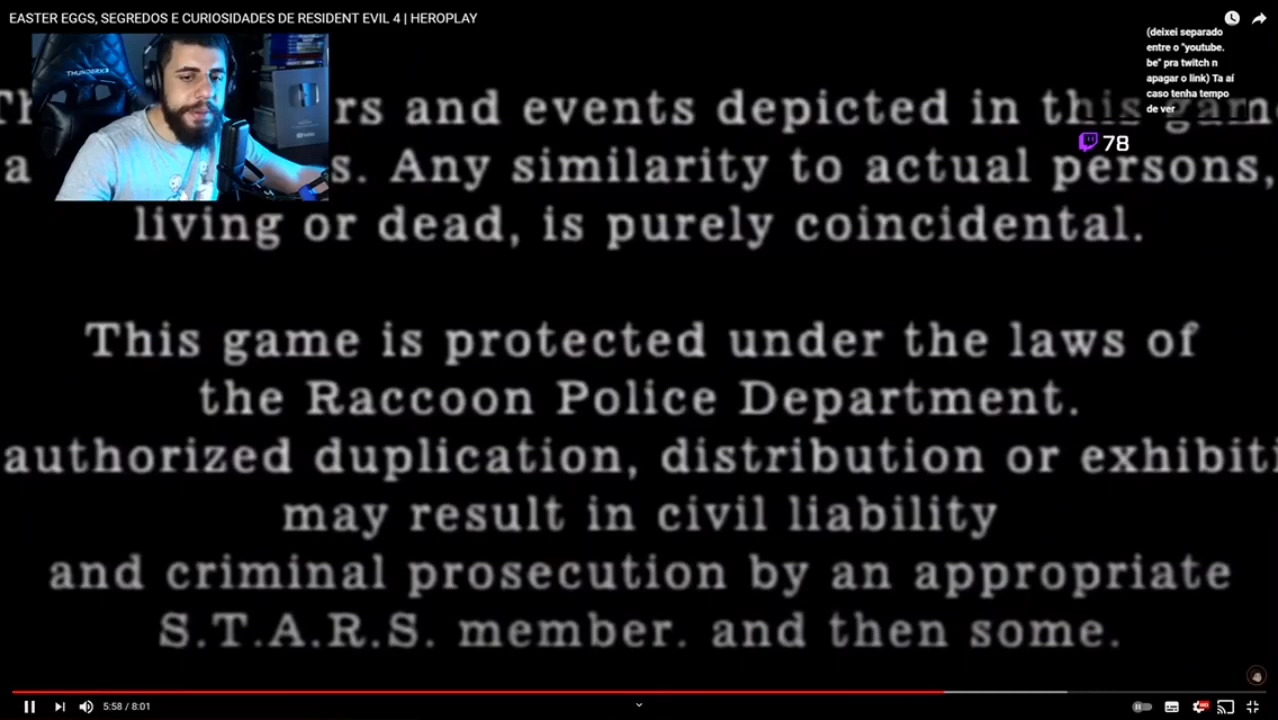 EASTER EGGS, SEGREDOS E CURIOSIDADES DE RESIDENT EVIL 4 | HEROPLAY
(deixei separado
entre o "youtube.
be" pra twitch n
apagar o link) Ta aí
caso tenha tempo
de ver
78
THUNDERX3
rs and events depicted in this gam
a s. Any similarity to actual persons,
living or dead, is purely coincidental.
This game is protected under the laws of
the Raccoon Police Department.
authorized duplication, distribution or exhibiti
may result in civil liability
and criminal prosecution by an appropriate
S.T.A.R.S. member. and then some.
5:58 / 8:01